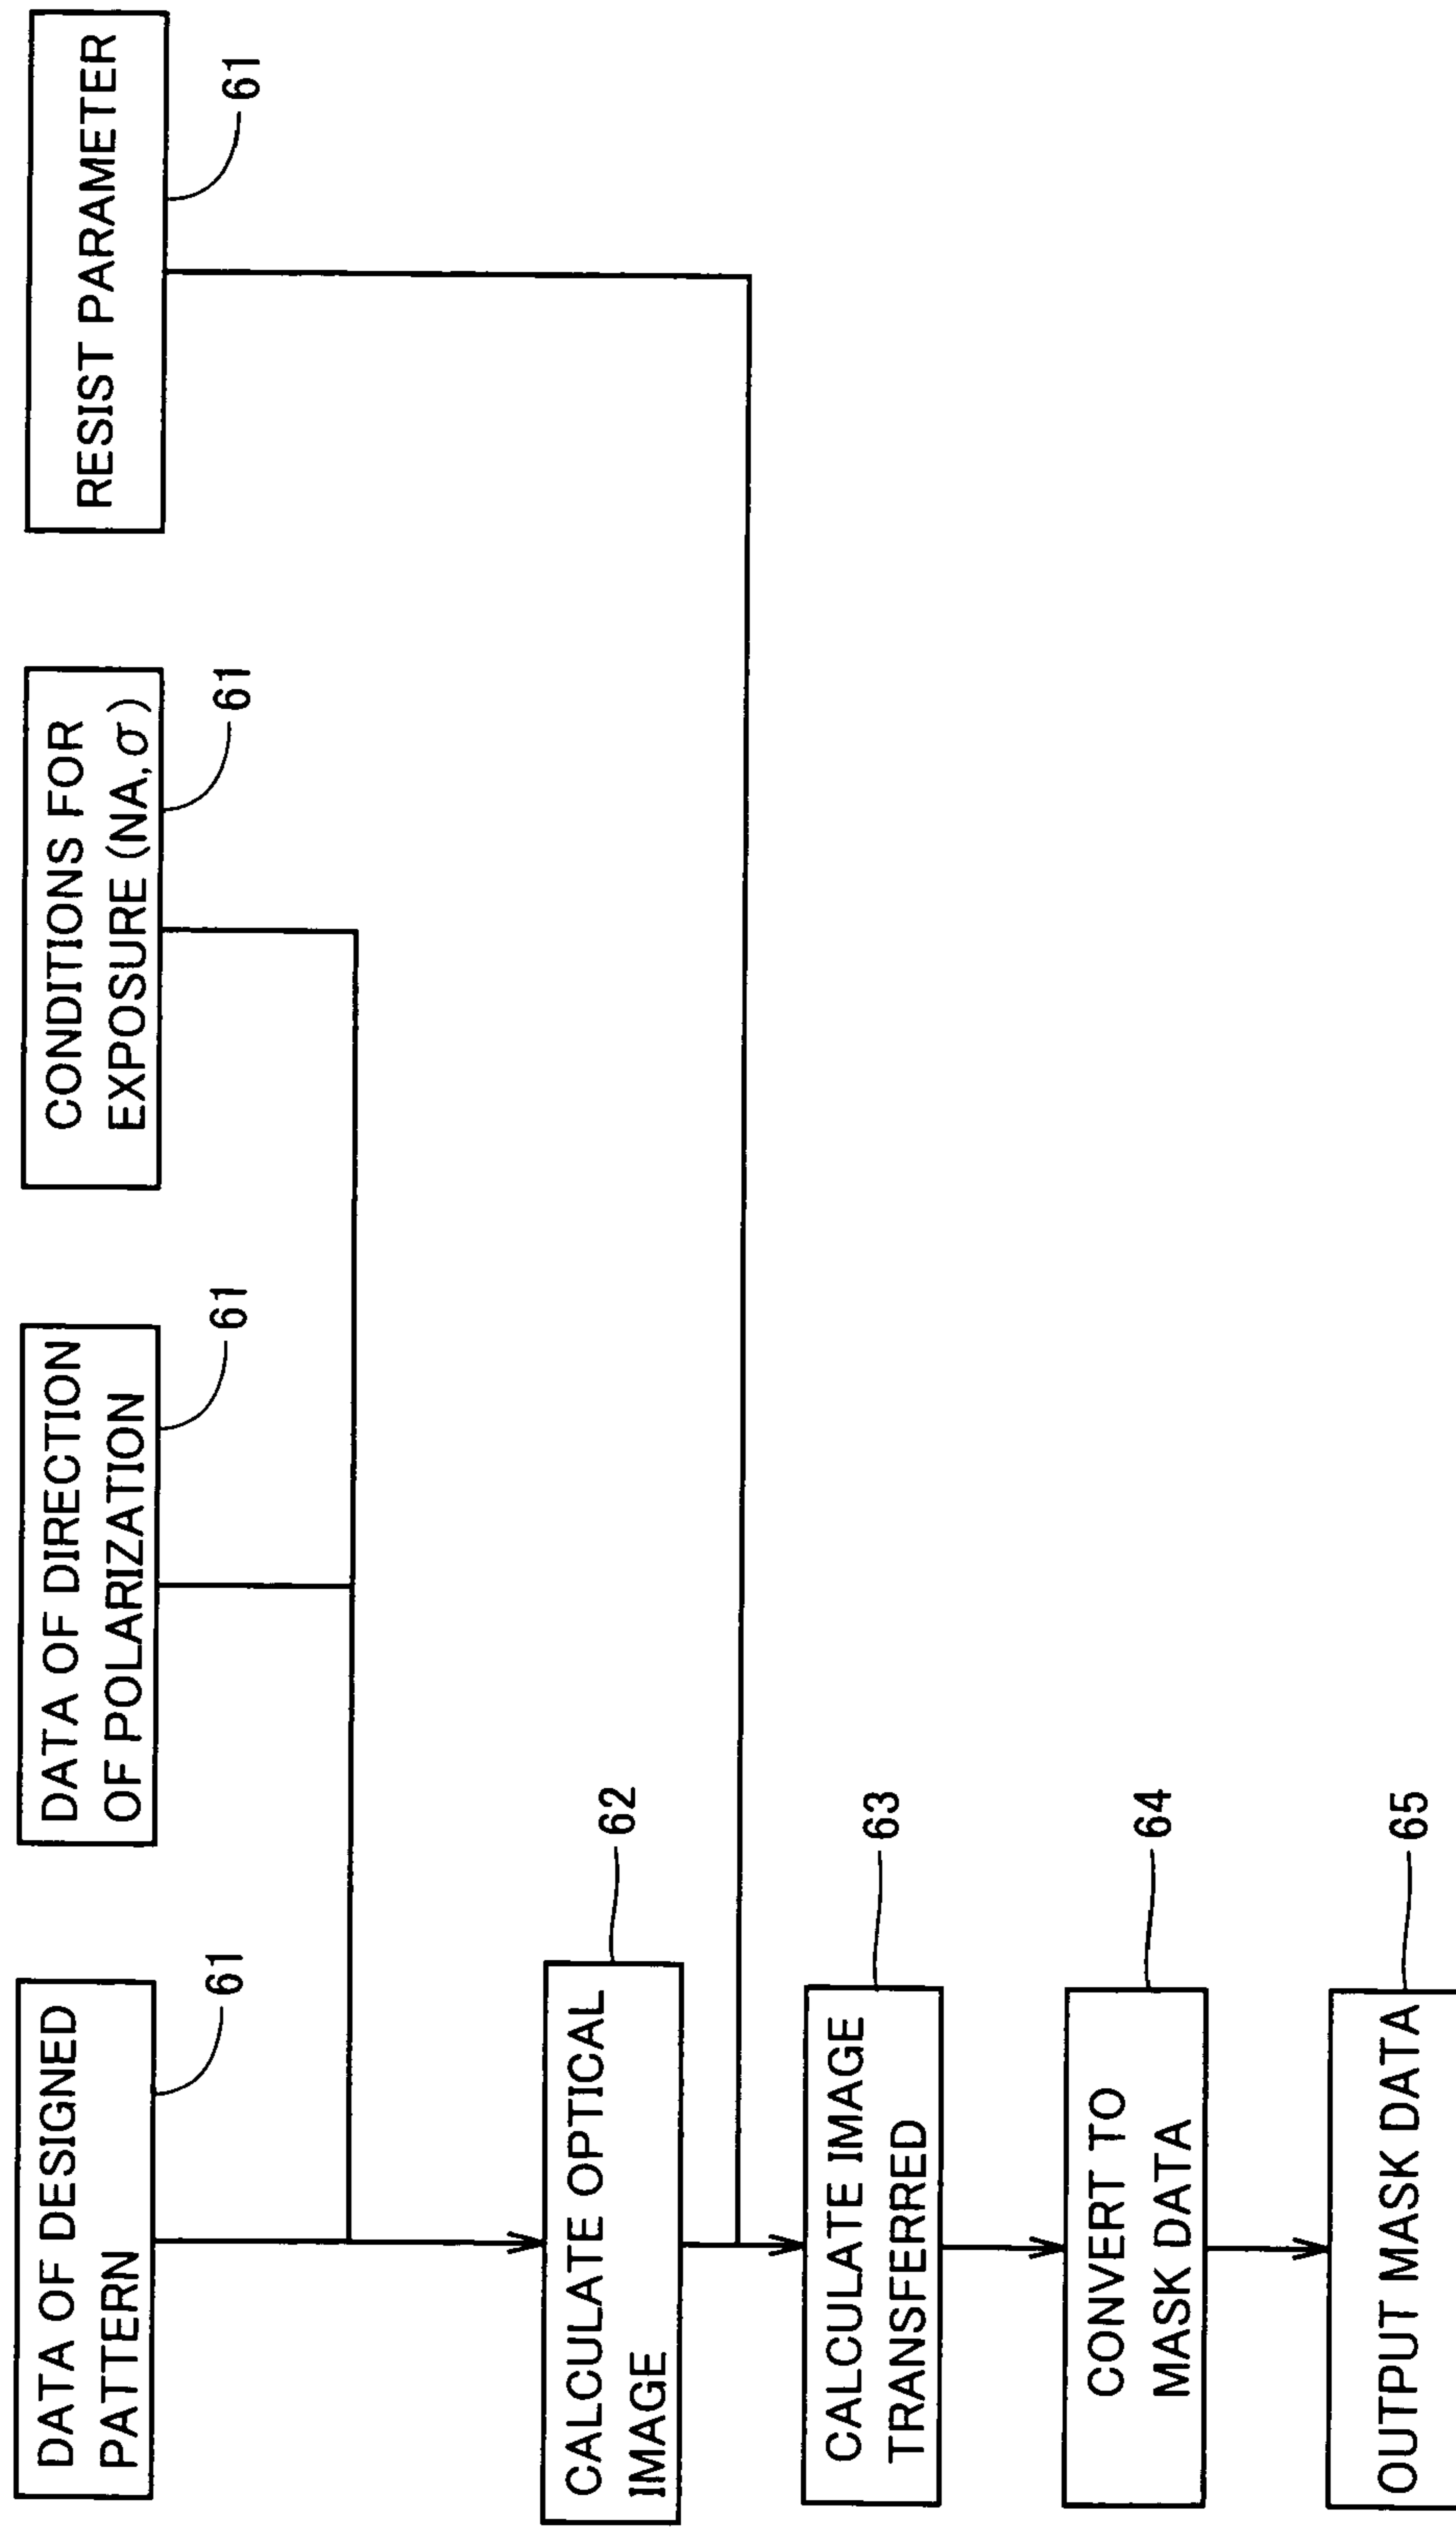 DATA OF DESIGNED
PATTERN
61
DATA OF DIRECTION
OF POLARIZATION
61
CONDITIONS FOR
EXPOSURE (NA, σ)
61
RESIST PARAMETER
61
CALCULATE OPTICAL
IMAGE
62
CALCULATE IMAGE
TRANSFERRED
63
CONVERT TO
MASK DATA
64
OUTPUT MASK DATA
65